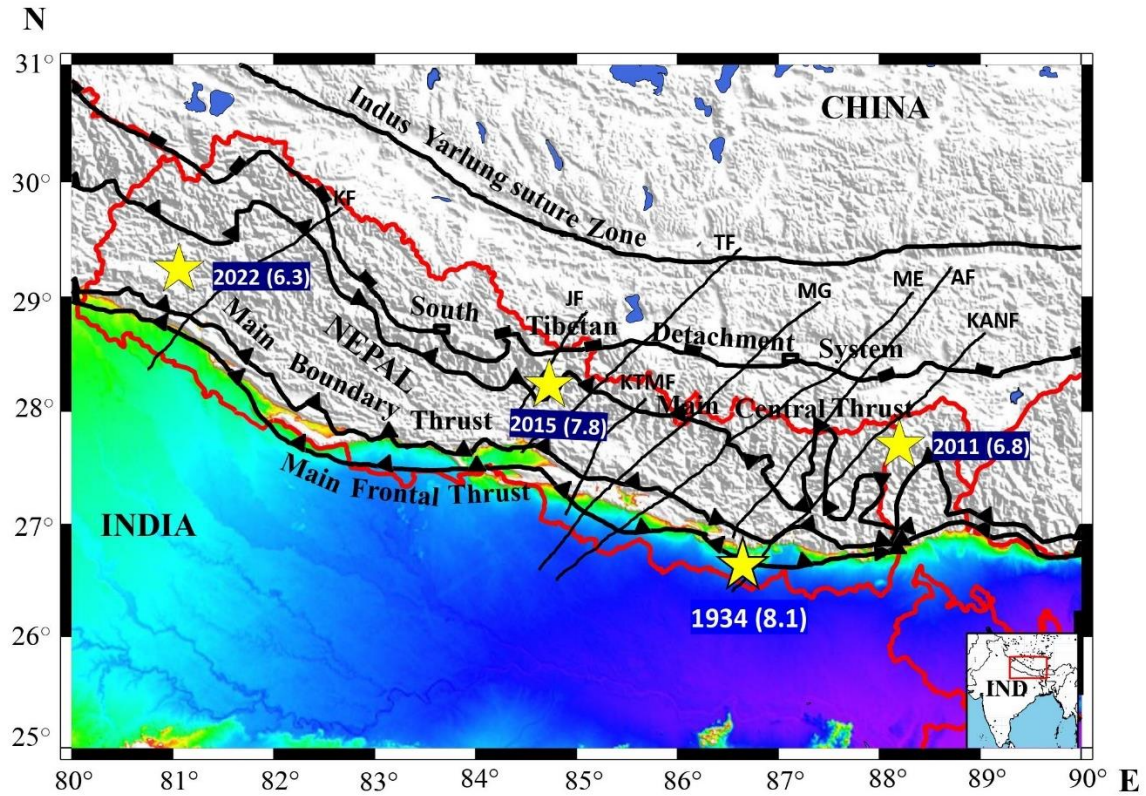 N
31°
30°
29°
28°
27°
26°
25°
CHINA
Indus Yarlung suture Zone
KF
TF
2022 (6.3)
MG
ME
AF
JF
KANF
South Tibetan Detachment System
NEPAL
Main Boundary Thrust
KTMF
Main Central Thrust
2015 (7.8)
2011 (6.8)
Main Frontal Thrust
INDIA
1934 (8.1)
IND
80° 81° 82° 83° 84° 85° 86° 87° 88° 89° 90° E